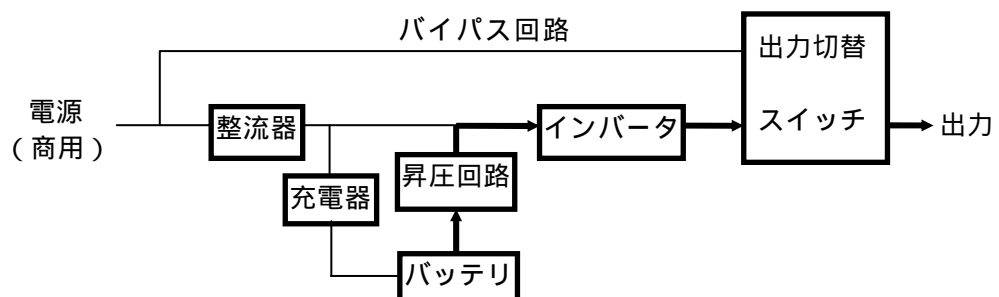 バイパス回路
出力切替
スイッチ
電源
(商用)
整流器
インバータ
出力
昇圧回路
充電器
バッテリ